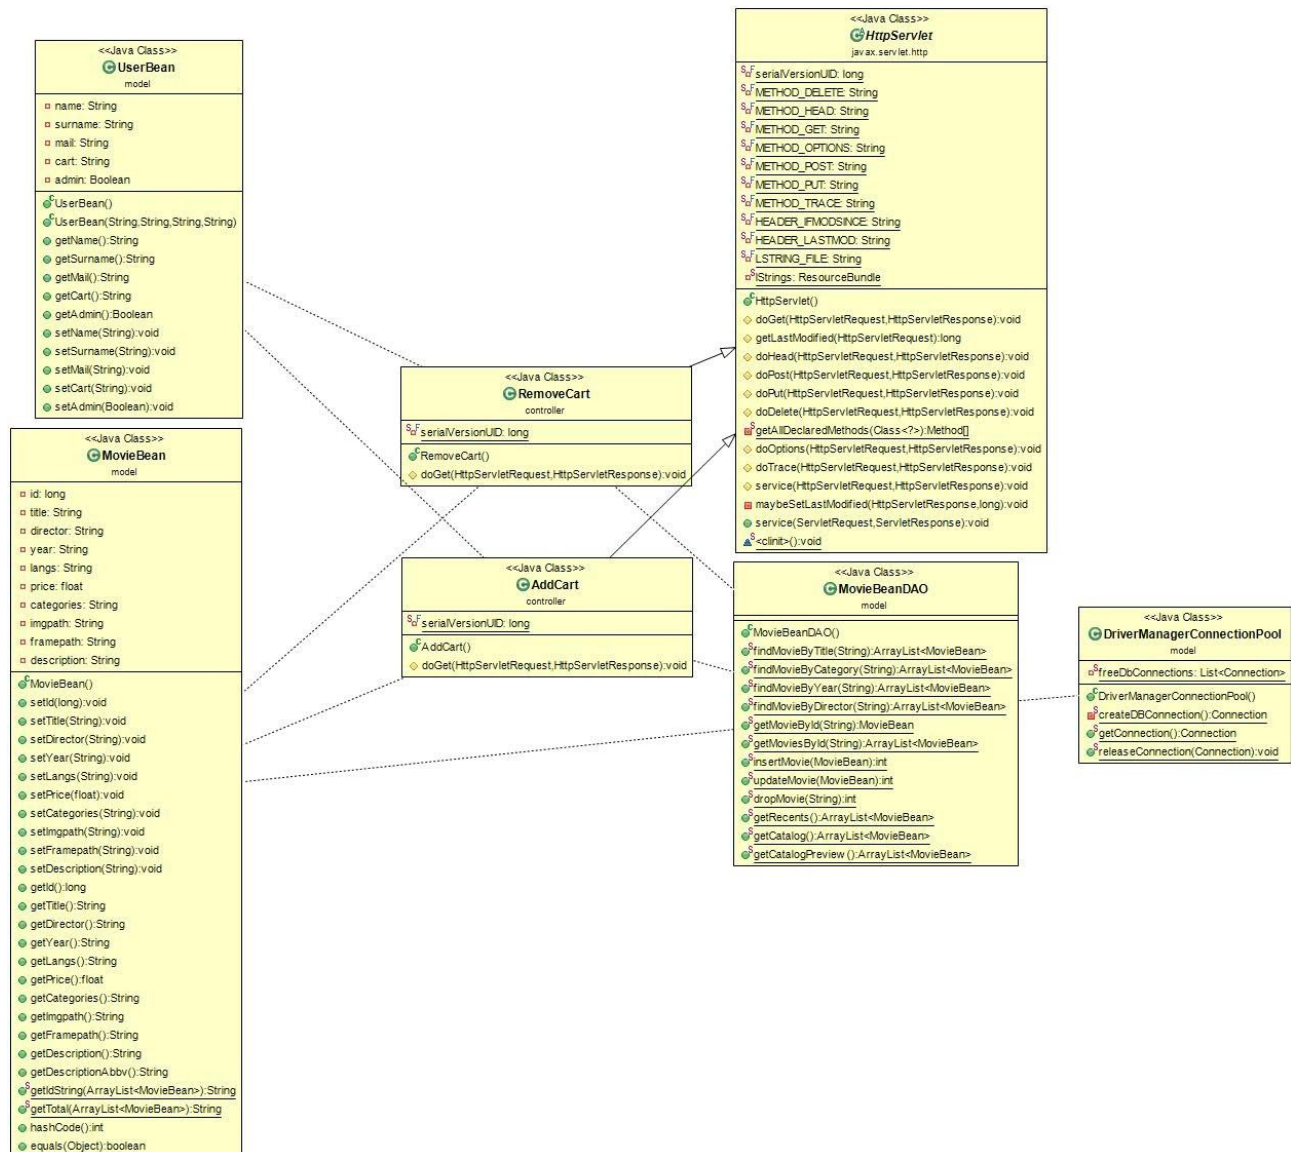 <<Java Class>>
UserBean
model
name: String
surname: String
mail: String
cart: String
admin: Boolean
UserBean()
UserBean(String,String,String,String)
getName():String
getSurname():String
getMail():String
getCart():String
getAdmin():Boolean
setName(String):void
setSurname(String):void
setMail(String):void
setCart(String):void
setAdmin(Boolean):void
<<Java Class>>
MovieBean
model
id: long
title: String
director: String
year: String
langs: String
price: float
categories: String
imgpath: String
framepath: String
description: String
MovieBean()
setId(long):void
setTitle(String):void
setDirector(String):void
setYear(String):void
setLangs(String):void
setPrice(float):void
setCategories(String):void
setImgpath(String):void
setFramepath(String):void
setDescription(String):void
getId():long
getTitle():String
getDirector():String
getYear():String
getLangs():String
getPrice():float
getCategories():String
getImgpath():String
getFramepath():String
getDescription():String
getDescriptionAbbv():String
getIdString(ArrayList<MovieBean>):String
getTotal(ArrayList<MovieBean>):String
hashCode():int
equals(Object):boolean
<<Java Class>>
RemoveCart
controller
serialVersionUID: long
RemoveCart()
doGet(HttpServletRequest,HttpServletResponse):void
<<Java Class>>
AddCart
controller
serialVersionUID: long
AddCart()
doGet(HttpServletRequest,HttpServletResponse):void
<<Java Class>>
HttpServlet
javax.servlet.http
serialVersionUID: long
METHOD_DELETE: String
METHOD_HEAD: String
METHOD_GET: String
METHOD_OPTIONS: String
METHOD_POST: String
METHOD_PUT: String
METHOD_TRACE: String
HEADER_IFMODSINCE: String
HEADER_LASTMOD: String
LSTRING_FILE: String
lStrings: ResourceBundle
HttpServlet()
doGet(HttpServletRequest,HttpServletResponse):void
getLastModified(HttpServletRequest):long
doHead(HttpServletRequest,HttpServletResponse):void
doPost(HttpServletRequest,HttpServletResponse):void
doPut(HttpServletRequest,HttpServletResponse):void
doDelete(HttpServletRequest,HttpServletResponse):void
getAllDeclaredMethods(Class<?>):Method[]
doOptions(HttpServletRequest,HttpServletResponse):void
doTrace(HttpServletRequest,HttpServletResponse):void
service(HttpServletRequest,HttpServletResponse):void
maybeSetLastModified(HttpServletResponse,long):void
service(ServletRequest,ServletResponse):void
<clinit>():void
<<Java Class>>
MovieBeanDAO
model
MovieBeanDAO()
findMovieByTitle(String):ArrayList<MovieBean>
findMovieByCategory(String):ArrayList<MovieBean>
findMovieByYear(String):ArrayList<MovieBean>
findMovieByDirector(String):ArrayList<MovieBean>
getMovieById(String):MovieBean
getMoviesById(String):ArrayList<MovieBean>
insertMovie(MovieBean):int
updateMovie(MovieBean):int
dropMovie(String):int
getRecents():ArrayList<MovieBean>
getCatalog():ArrayList<MovieBean>
getCatalogPreview():ArrayList<MovieBean>
<<Java Class>>
DriverManagerConnectionPool
model
freeDbConnections: List<Connection>
DriverManagerConnectionPool()
createDBConnection():Connection
getConnection():Connection
releaseConnection(Connection):void